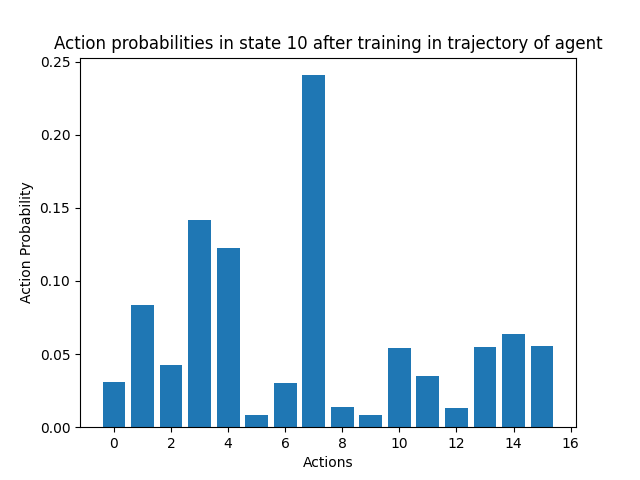 Action probabilities in state 10 after training in trajectory of agent
0.25
0.20
0.15
0.10
0.05
0.00
Action Probability
0 2 4 6 8 10 12 14 16
Actions